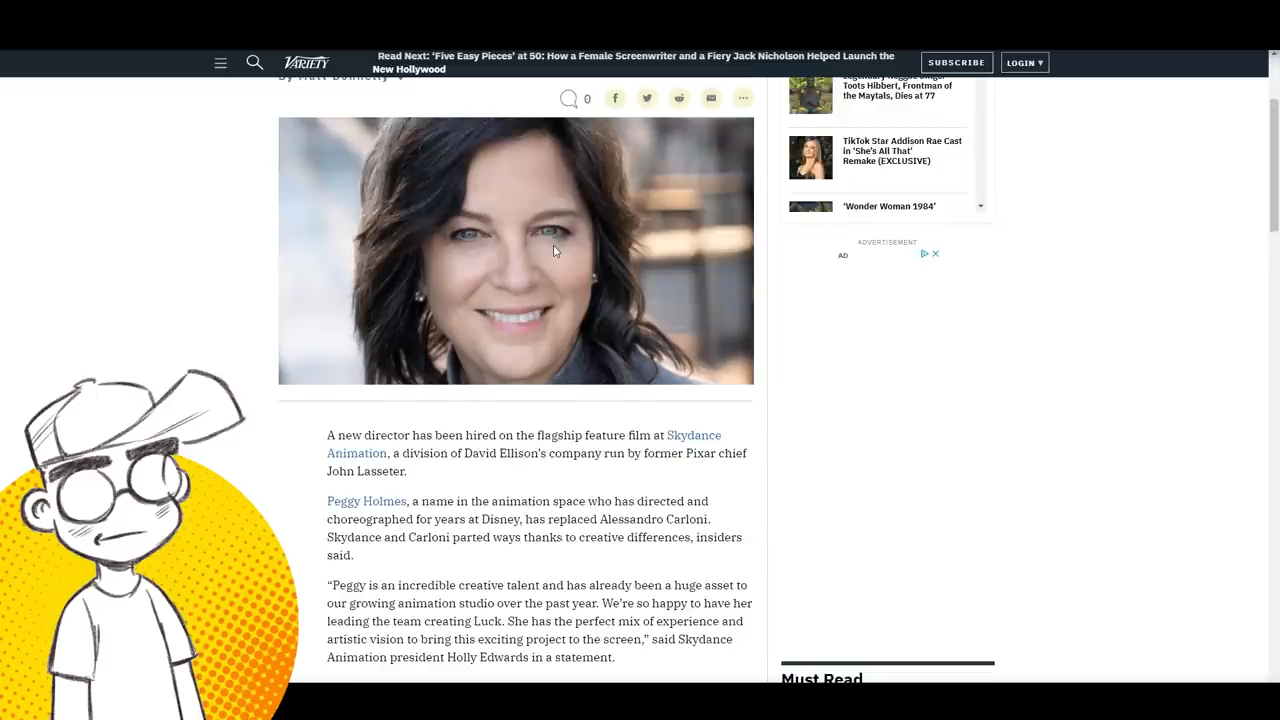 VARIETY
Read Next: ‘Five Easy Pieces’ at 50: How a Female Screenwriter and a Fiery Jack Nicholson Helped Launch the
New Hollywood
SUBSCRIBE
LOGIN ▾
By Matt Donnelly
0
A new director has been hired on the flagship feature film at Skydance
Animation, a division of David Ellison's company run by former Pixar chief
John Lasseter.
Peggy Holmes, a name in the animation space who has directed and
choreographed for years at Disney, has replaced Alessandro Carloni.
Skydance and Carloni parted ways thanks to creative differences, insiders
said.
“Peggy is an incredible creative talent and has already been a huge asset to
our growing animation studio over the past year. We’re so happy to have her
leading the team creating Luck. She has the perfect mix of experience and
artistic vision to bring this exciting project to the screen,” said Skydance
Animation president Holly Edwards in a statement.
Legendary Reggae Singer
Toots Hibbert, Frontman of
the Maytals, Dies at 77
TikTok Star Addison Rae Cast
in ‘She’s All That’
Remake (EXCLUSIVE)
‘Wonder Woman 1984’
ADVERTISEMENT
AD
Must Read